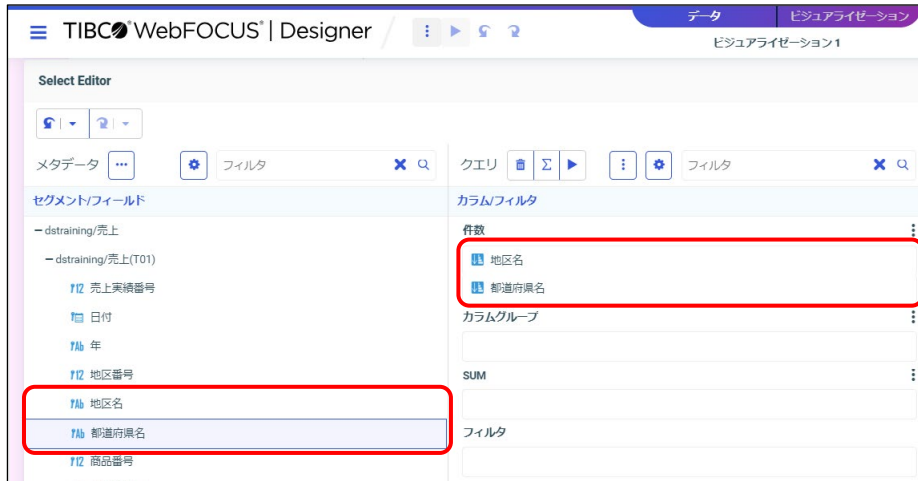 TIBCO WebFOCUS | Designer
データ
ビジュアライゼーション
ビジュアライゼーション1
Select Editor
メタデータ
フィルタ
クエリ
フィルタ
セグメント/フィールド
カラム/フィルタ
dstraining/売上
件数
dstraining/売上(T01)
地区名
売上実績番号
都道府県名
日付
カラムグループ
年
地区番号
SUM
地区名
都道府県名
フィルタ
商品番号